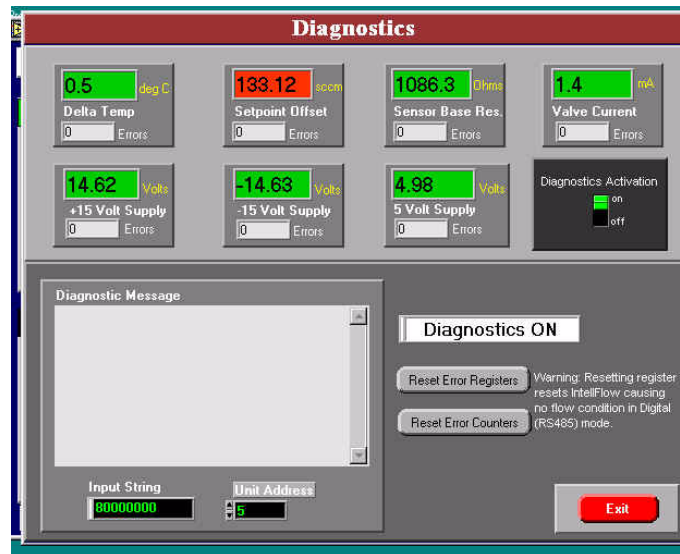 Diagnostics
0.5 deg C
Delta Temp
0 Errors
133.12 sccm
Setpoint Offset
0 Errors
1086.3 Ohms
Sensor Base Res.
0 Errors
1.4 mA
Valve Current
0 Errors
14.62 Volts
+15 Volt Supply
0 Errors
-14.63 Volts
-15 Volt Supply
0 Errors
4.98 Volts
5 Volt Supply
0 Errors
Diagnostics Activation
on
off
Diagnostic Message
Diagnostics ON
Reset Error Registers
Reset Error Counters
Warning: Resetting register
resets IntellFlow causing
no flow condition in Digital
(RS485) mode.
Input String
80000000
Unit Address
5
Exit